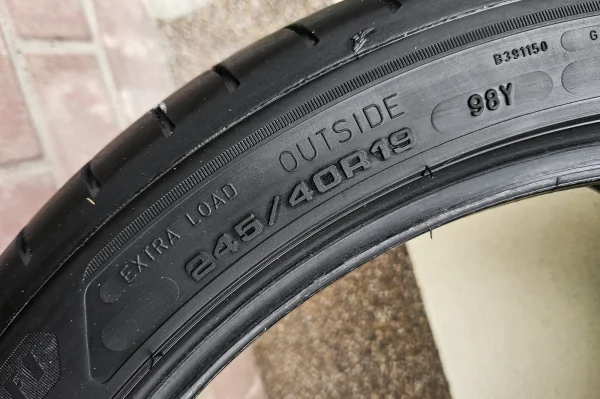 B391150
G
98Y
OUTSIDE
245/40R19
EXTRA LOAD